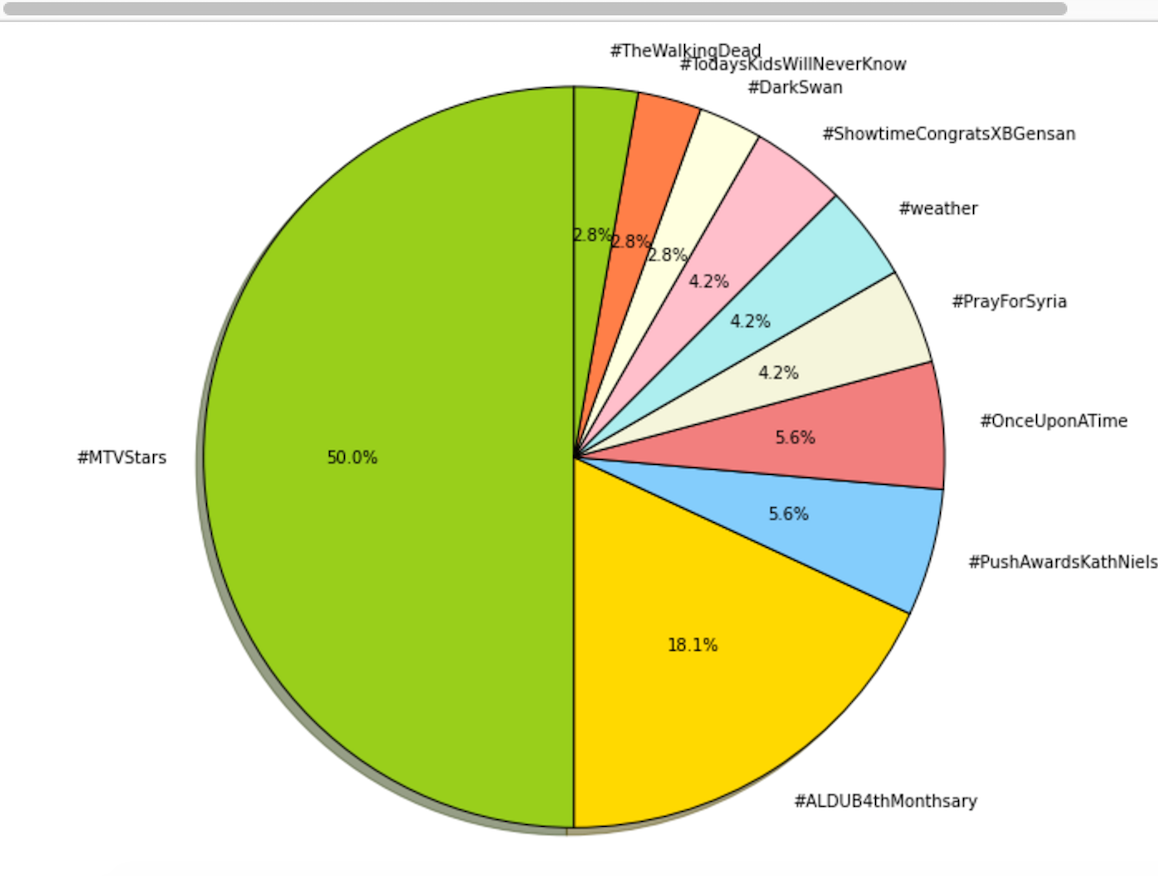 #TheWalkingDead
#TodaysKidsWillNeverKnow
#DarkSwan
#ShowtimeCongratsXBGensan
#weather
#PrayForSyria
#OnceUponATime
#PushAwardsKathNiels
#ALDUB4thMonthsary
#MTVStars
2.8%
2.8%
2.8%
4.2%
4.2%
4.2%
5.6%
5.6%
18.1%
50.0%